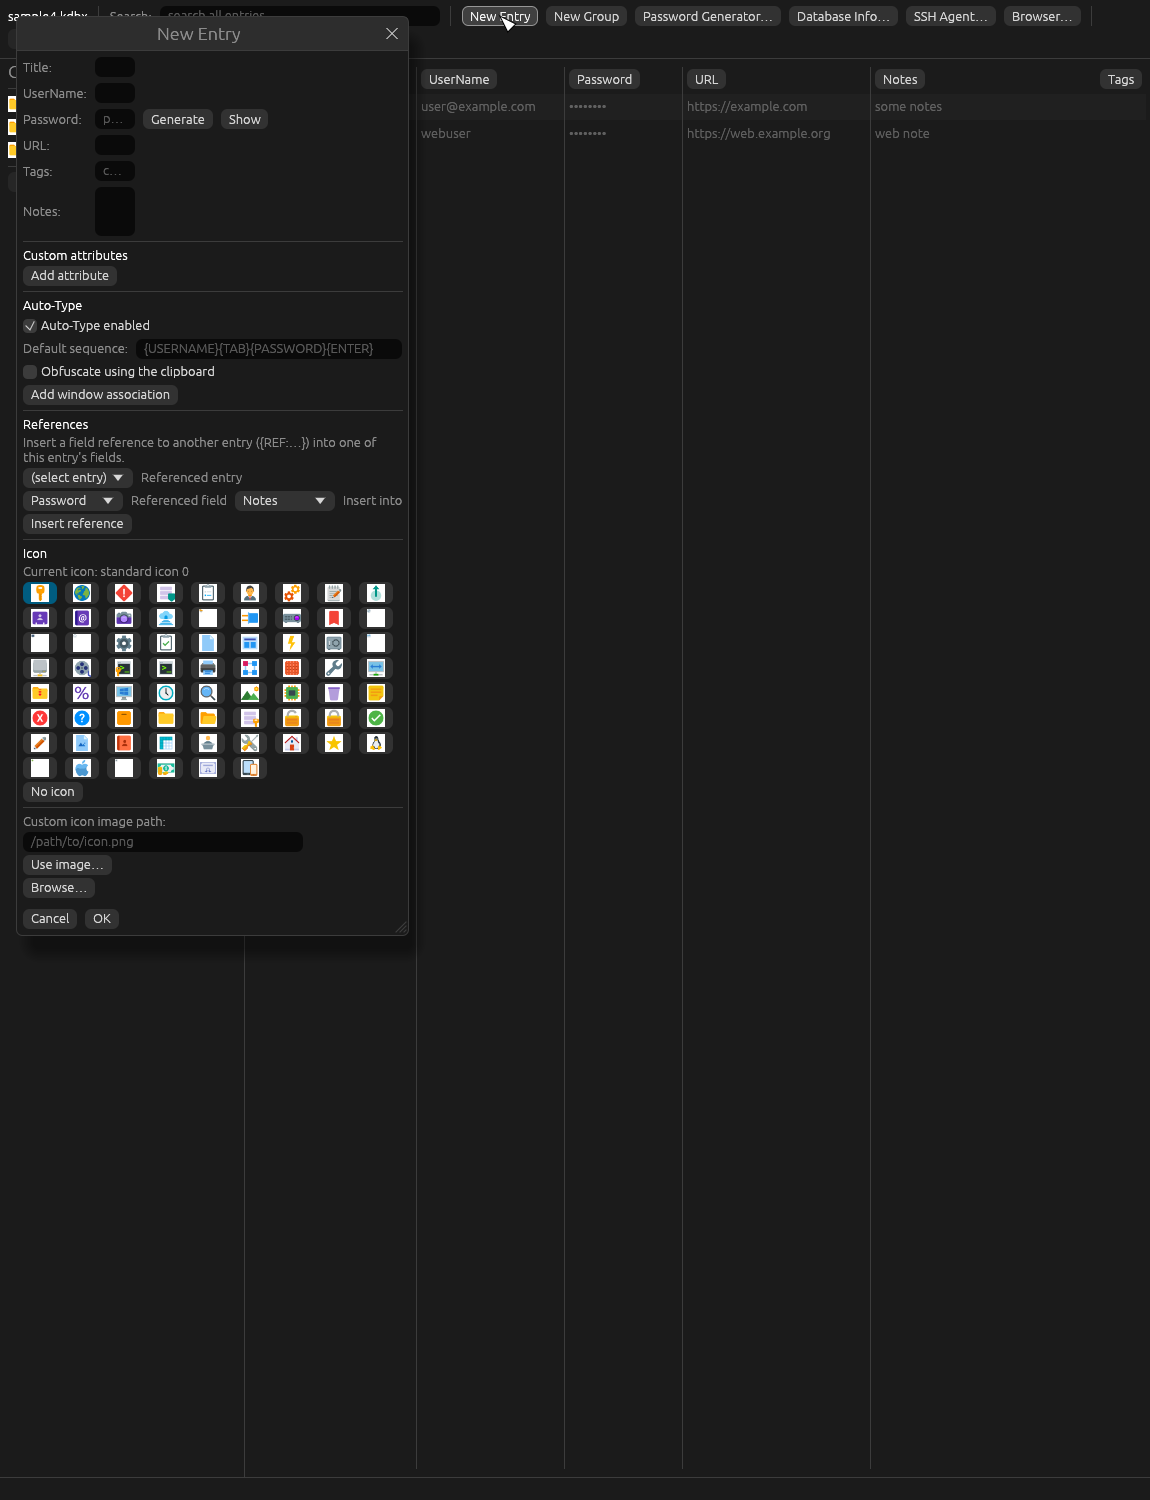 New Entry
New Group
Password Generator...
Database Info...
SSH Agent...
Browser...
New Entry
Title:
UserName:
Password: p... Generate Show
URL:
Tags: c...
Notes:
Custom attributes
Add attribute
Auto-Type
Auto-Type enabled
Default sequence: {USERNAME}{TAB}{PASSWORD}{ENTER}
Obfuscate using the clipboard
Add window association
References
Insert a field reference to another entry ({REF:...}) into one of
this entry's fields.
(select entry) Referenced entry
Password Referenced field Notes Insert into
Insert reference
Icon
Current icon: standard icon 0
No icon
Custom icon image path:
/path/to/icon.png
Use image...
Browse...
Cancel OK
UserName Password URL Notes Tags
user@example.com •••••••• https://example.com some notes
webuser •••••••• https://web.example.org web note